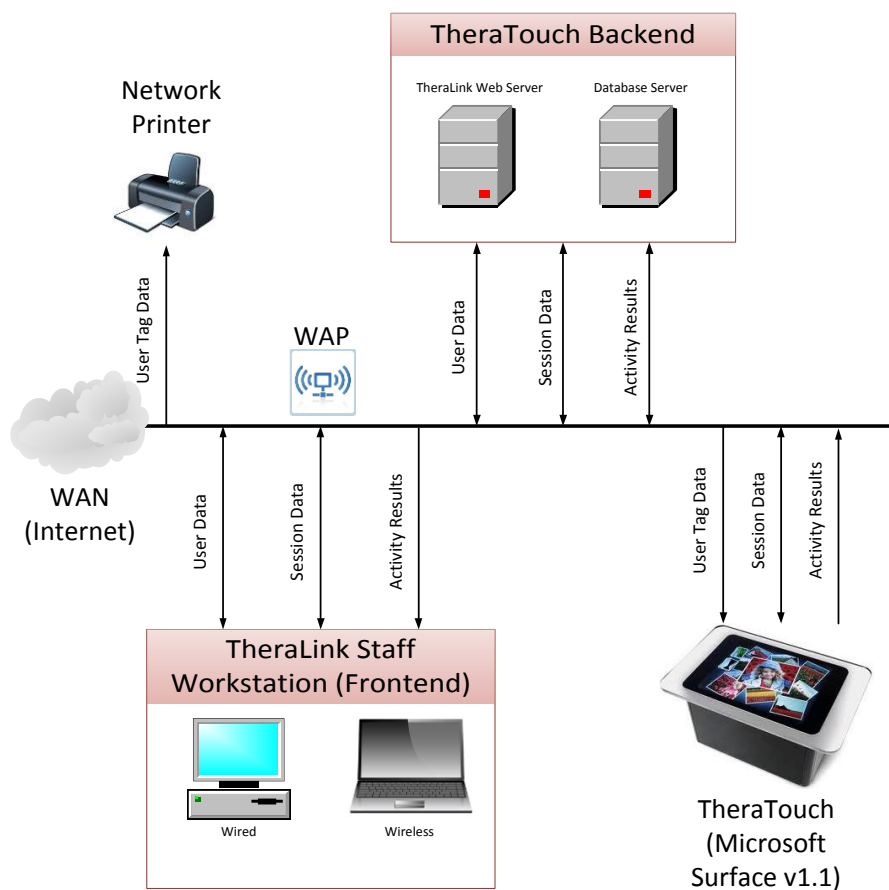 TheraTouch Backend
TheraLink Web Server
Database Server
Network
Printer
User Tag Data
WAP
User Data
Session Data
Activity Results
WAN
(Internet)
User Data
Session Data
Activity Results
User Tag Data
Session Data
Activity Results
TheraLink Staff
Workstation (Frontend)
Wired
Wireless
TheraTouch
(Microsoft
Surface v1.1)